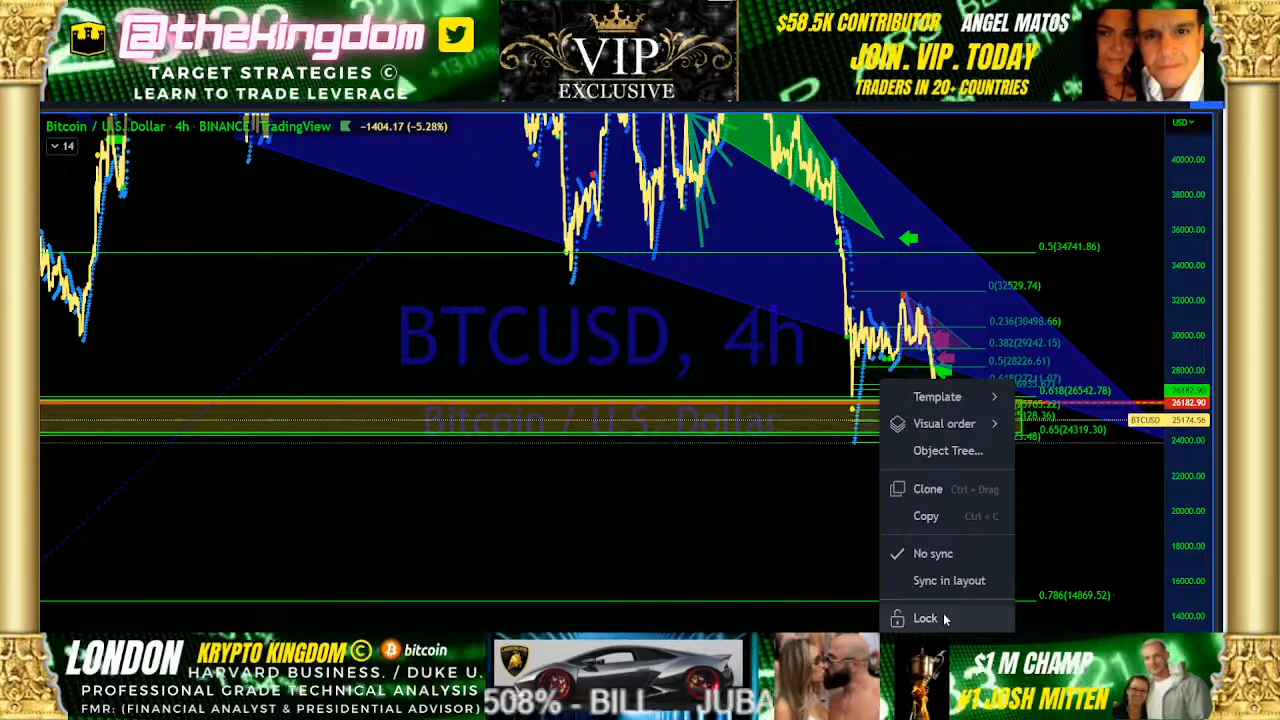 @thekingdom
TARGET STRATEGIES ©
LEARN TO TRADE LEVERAGE
VIP
EXCLUSIVE
$58.5K CONTRIBUTOR ANGEL MATOS
JOIN. VIP. TODAY
TRADERS IN 20+ COUNTRIES
Bitcoin / U.S. Dollar · 4h · BINANCE TradingView −1404.17 (−5.28%)
14
USD
40000.00
38000.00
36000.00
0.5(34741.86)
34000.00
0(32529.74)
32000.00
0.236(30498.66)
30000.00
0.382(29242.15)
0.5(28226.61)
28000.00
0.618(27211.07)
0.618(26542.78)
26182.90
26182.90
BTCUSD 25174.56
0.65(24319.30)
24000.00
22000.00
20000.00
18000.00
16000.00
0.786(14869.52)
14000.00
BTCUSD, 4h
Bitcoin / U.S. Dollar
Template
Visual order
Object Tree...
Clone Ctrl + Drag
Copy Ctrl + C
No sync
Sync in layout
Lock
LONDON KRYPTO KINGDOM © bitcoin
HARVARD BUSINESS. / DUKE U.
PROFESSIONAL GRADE TECHNICAL ANALYSIS
FMR: (FINANCIAL ANALYST & PRESIDENTIAL ADVISOR)
508% - BILL JUBA
$1 M CHAMP
#1 JOSH MITTEN